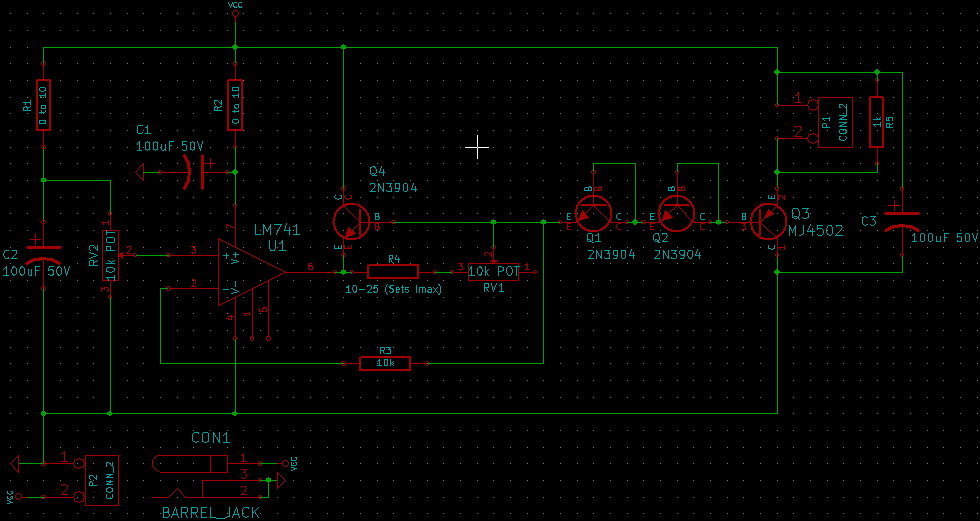 VCC
R1
0 to 10
R2
0 to 10
C1
100uF 50V
Q4
2N3904
C
C
B
B
E
E
7
LM741
U1
3
2
+
V+
-
V-
6
4
1
5
R4
10-25 (Sets Imax)
3
10k POT
1
2
RV1
R3
10k
C2
100uF 50V
RV2
10k POT
1
2
3
B
B
E
E
C
C
Q1
2N3904
B
B
E
E
C
C
Q2
2N3904
B
E
C
1
Q3
MJ4502
1
2
P1
CONN_2
1k
R5
C3
100uF 50V
1
2
P2
CONN_2
VCC
CON1
1
3
2
VCC
BARREL_JACK